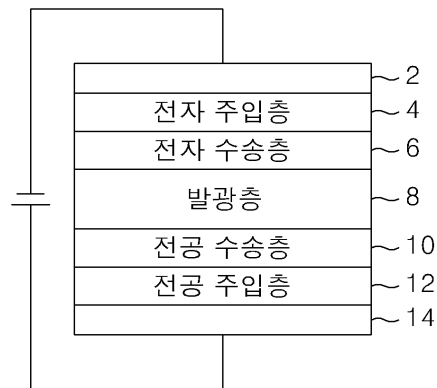 2
전자 주입층 4
전자 수송층 6
발광층 8
전공 수송층 10
전공 주입층 12
14